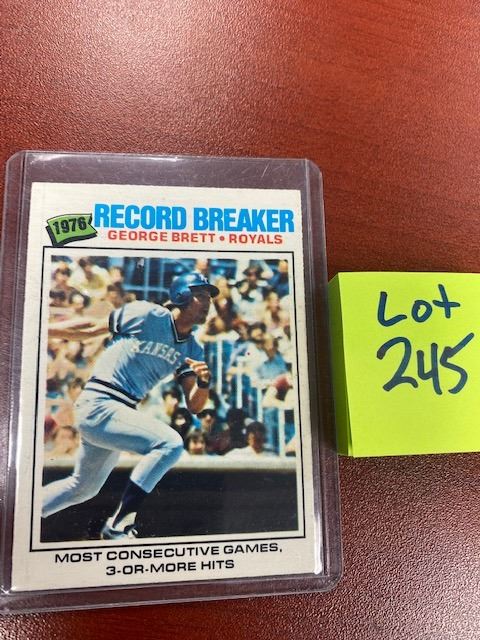 1976 RECORD BREAKER
GEORGE BRETT • ROYALS
KANSAS
MOST CONSECUTIVE GAMES,
3-OR-MORE HITS
Lot
245